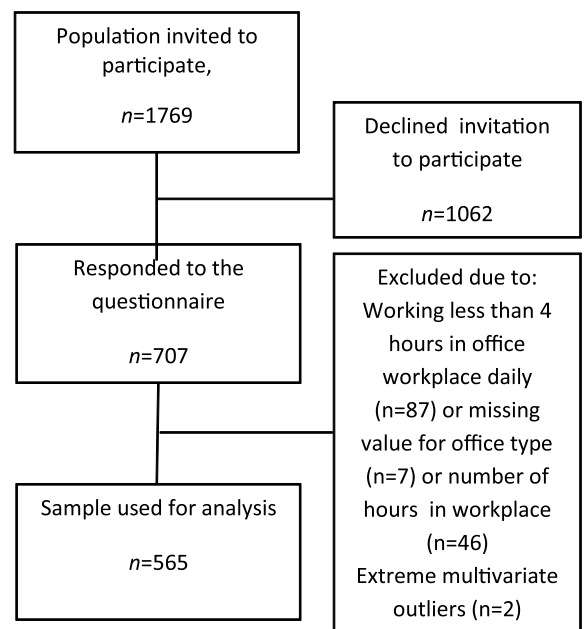 Population invited to
participate,
n=1769
Declined invitation
to participate
n=1062
Responded to the
questionnaire
n=707
Excluded due to:
Working less than 4
hours in office
workplace daily
(n=87) or missing
value for office type
(n=7) or number of
hours in workplace
(n=46)
Extreme multivariate
outliers (n=2)
Sample used for analysis
n=565